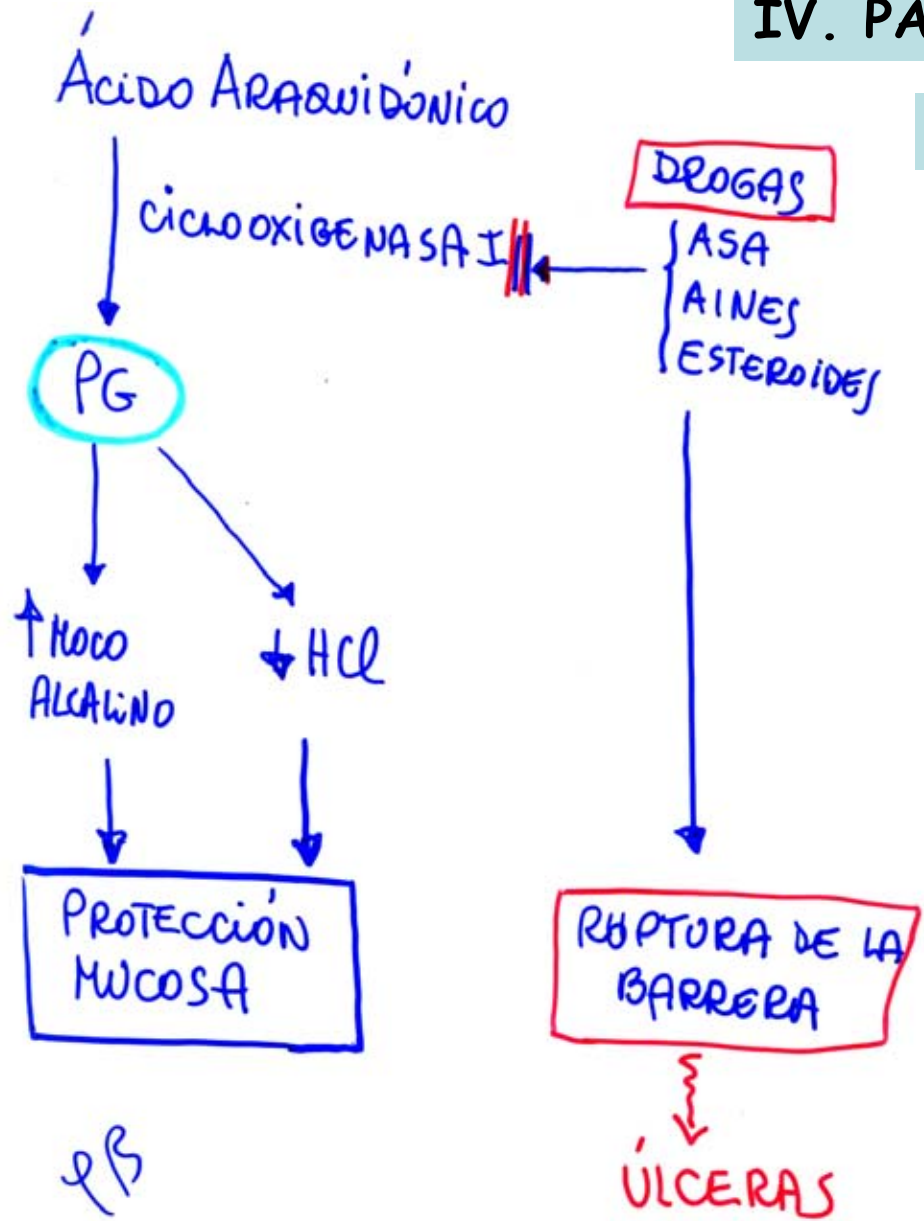 IV. PA
ÁCIDO ARAQUIDÓNICO
CICLOOXIGENASA I
DROGAS
ASA
AINES
ESTEROIDES
PG
↑ MOCO
ALCALINO
↓ HCl
PROTECCIÓN
MUCOSA
RUPTURA DE LA
BARRERA
ÚLCERAS